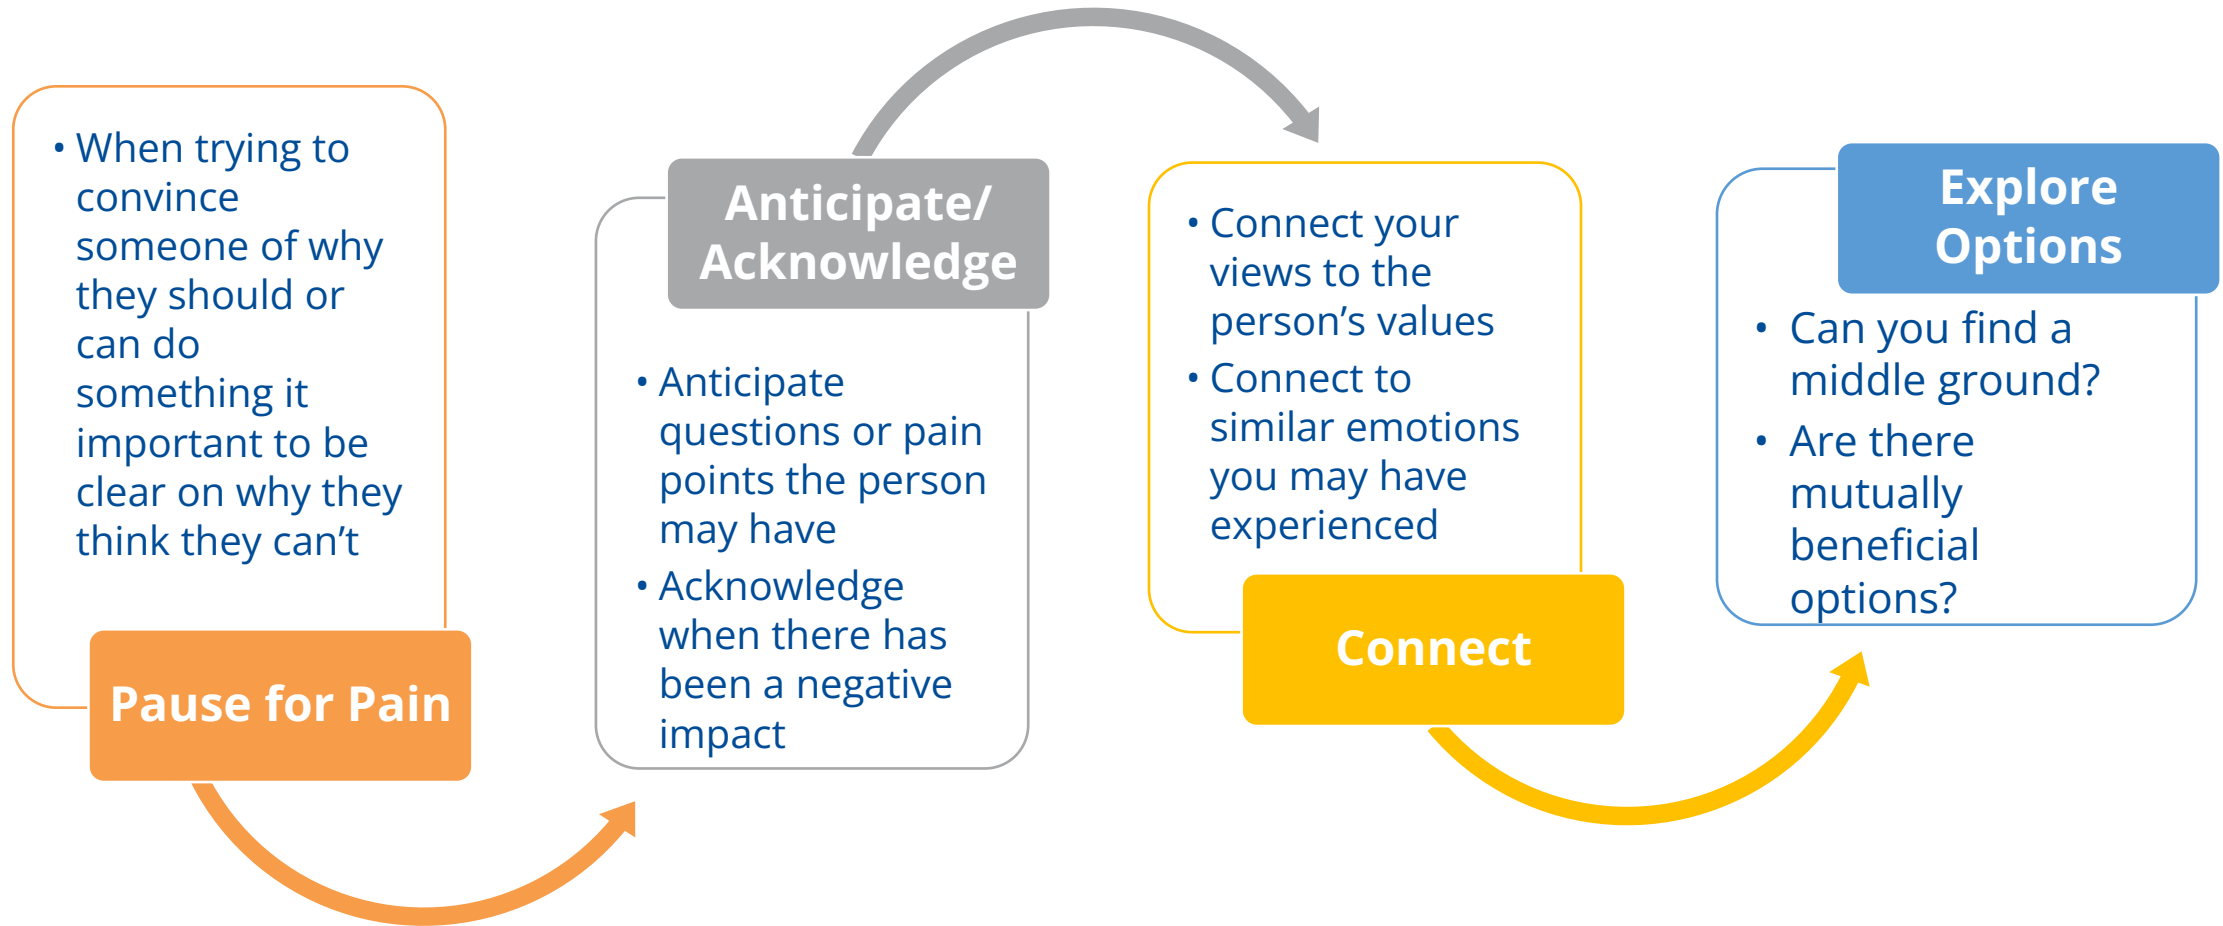 • When trying to
convince
someone of why
they should or
can do
something it
important to be
clear on why they
think they can’t
Pause for Pain
Anticipate/
Acknowledge
• Anticipate
questions or pain
points the person
may have
• Acknowledge
when there has
been a negative
impact
• Connect your
views to the
person’s values
• Connect to
similar emotions
you may have
experienced
Connect
Explore
Options
• Can you find a
middle ground?
• Are there
mutually
beneficial
options?